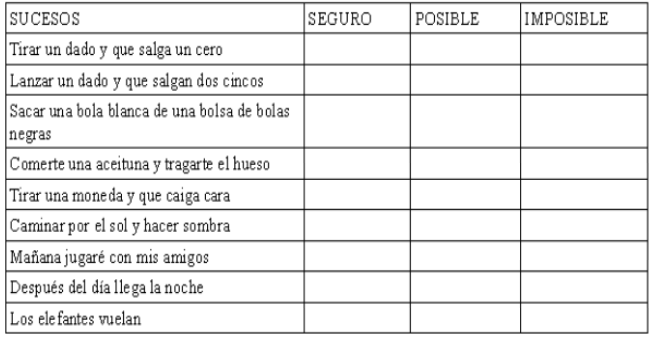 SUCESOS SEGURO POSIBLE IMPOSIBLE
Tirar un dado y que salga un cero
Lanzar un dado y que salgan dos cincos
Sacar una bola blanca de una bolsa de bolas
negras
Comerte una aceituna y tragarte el hueso
Tirar una moneda y que caiga cara
Caminar por el sol y hacer sombra
Mañana jugaré con mis amigos
Después del día llega la noche
Los elefantes vuelan